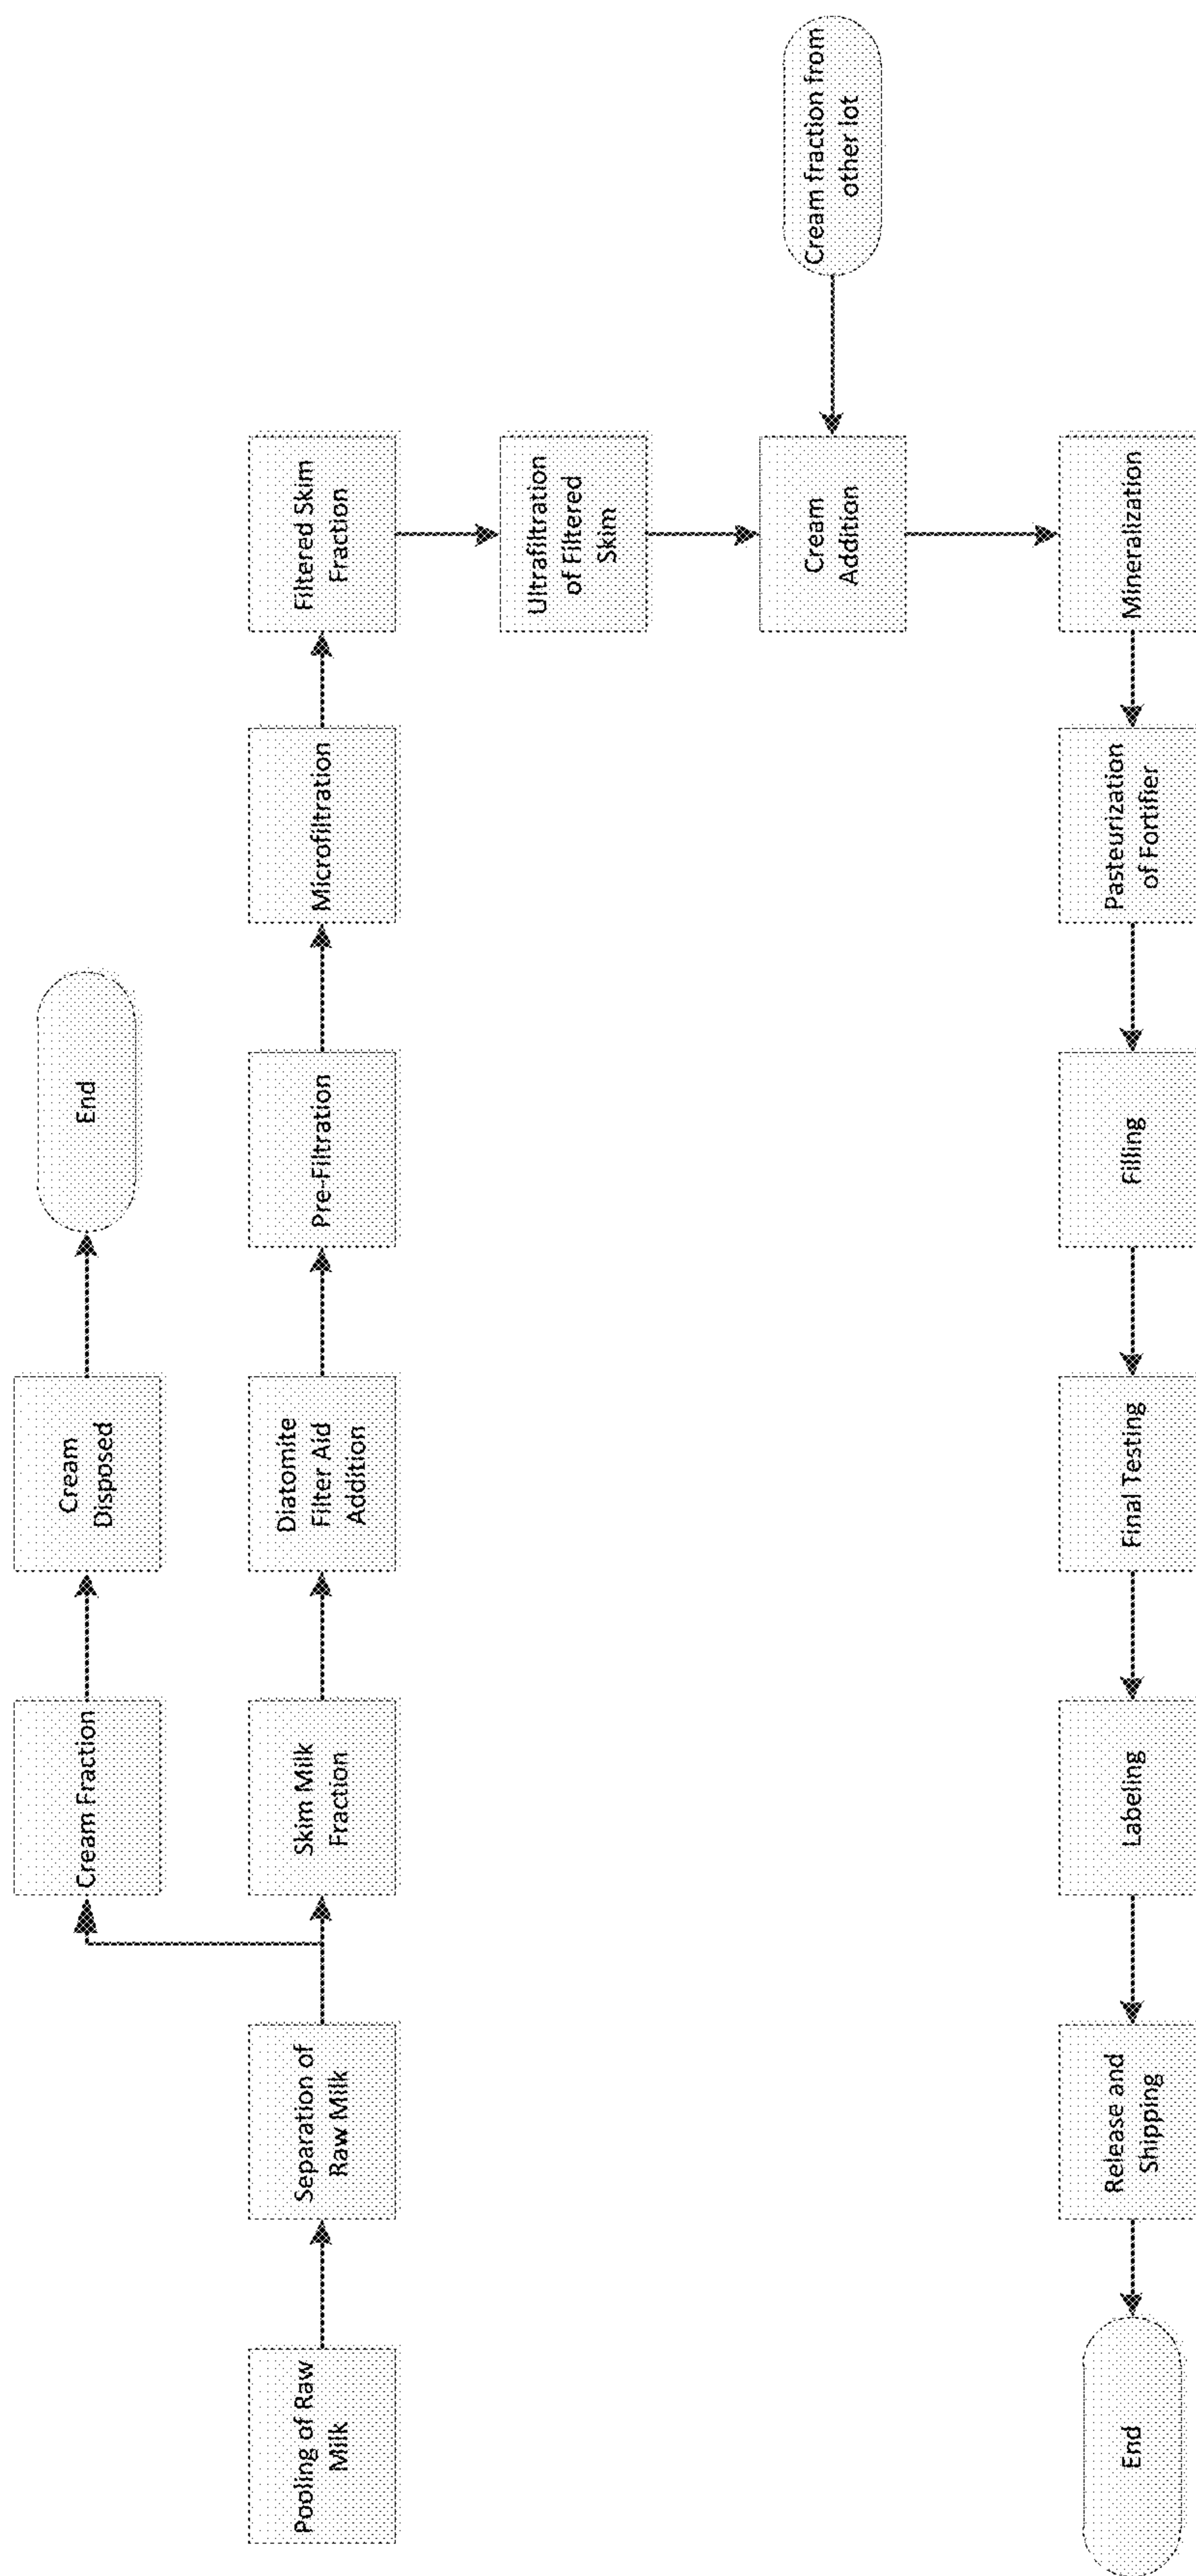 Pooling of Raw
Milk
Separation of
Raw Milk
Cream Fraction
Cream
Disposed
End
Skim Milk
Fraction
Diatomite
Filter Aid
Addition
Pre-Filtration
Microfiltration
Filtered Skim
Fraction
Ultrafiltration
of Filtered
Skim
Cream fraction from
other lot
Cream
Addition
Mineralization
Pasteurization
of Fortifier
Filling
Final Testing
Labeling
Release and
Shipping
End